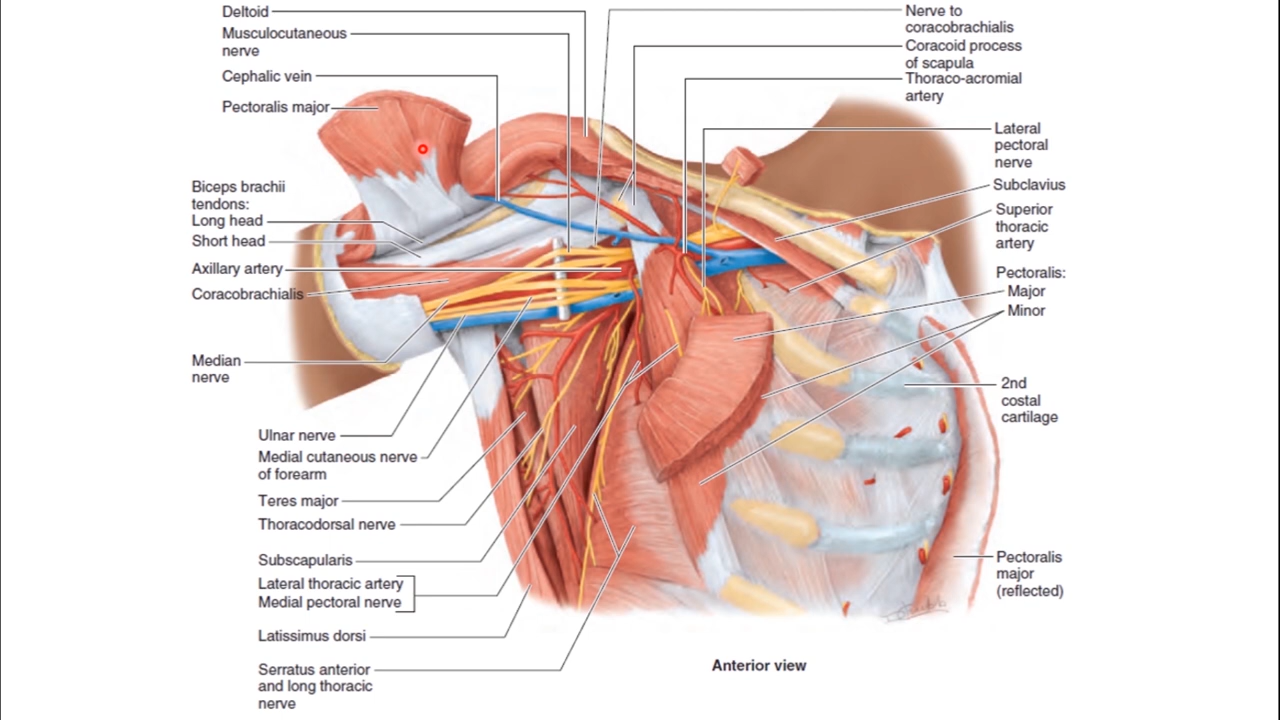 Deltoid
Musculocutaneous
nerve
Cephalic vein
Pectoralis major
Biceps brachii
tendons:
Long head
Short head
Axillary artery
Coracobrachialis
Median
nerve
Ulnar nerve
Medial cutaneous nerve
of forearm
Teres major
Thoracodorsal nerve
Subscapularis
Lateral thoracic artery
Medial pectoral nerve
Latissimus dorsi
Serratus anterior
and long thoracic
nerve
Nerve to
coracobrachialis
Coracoid process
of scapula
Thoraco-acromial
artery
Lateral
pectoral
nerve
Subclavius
Superior
thoracic
artery
Pectoralis:
Major
Minor
2nd
costal
cartilage
Pectoralis
major
(reflected)
Anterior view